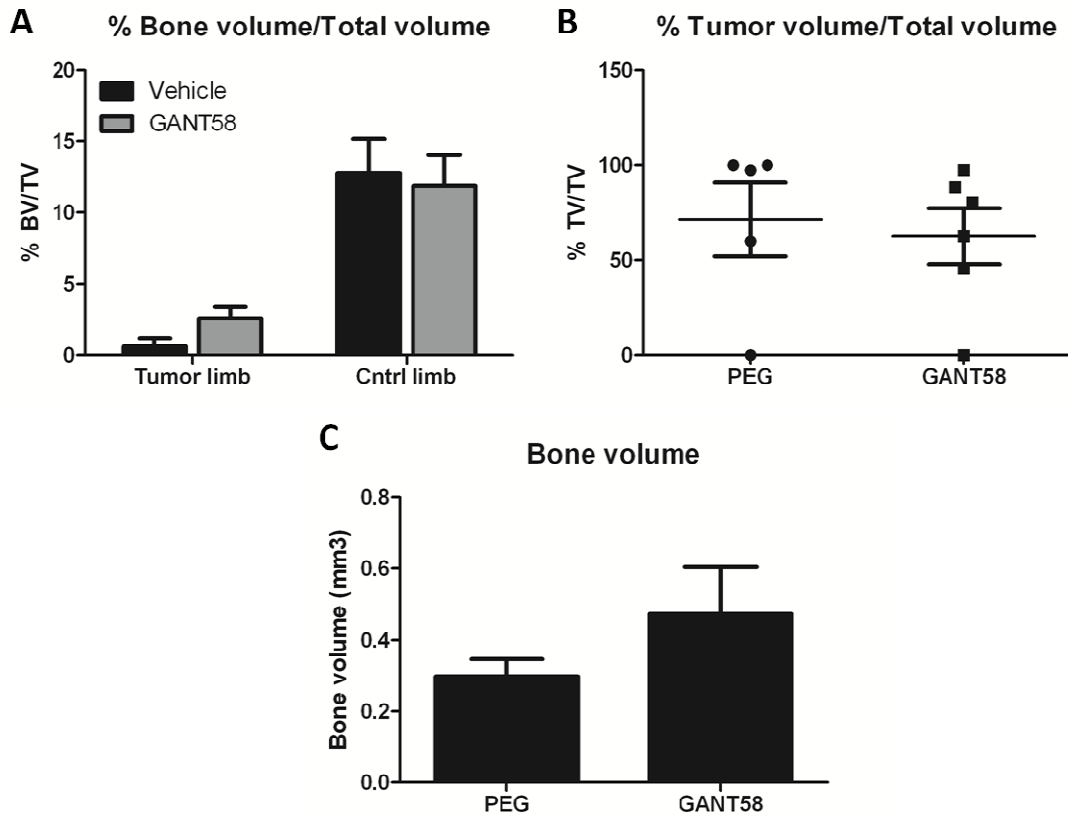 A
% Bone volume/Total volume
% BV/TV
20
15
10
5
0
Vehicle
GANT58
Tumor limb
Cntrl limb
B
% Tumor volume/Total volume
% TV/TV
150
100
50
0
PEG
GANT58
C
Bone volume
Bone volume (mm3)
0.8
0.6
0.4
0.2
0.0
PEG
GANT58